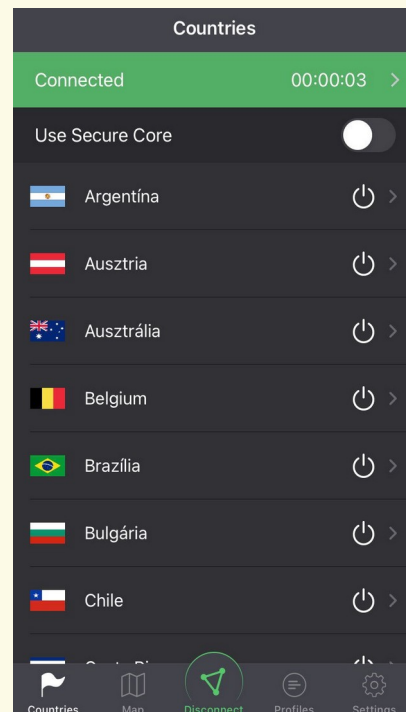 Countries
Connected 00:00:03
Use Secure Core
Argentína
Ausztria
Ausztrália
Belgium
Brazília
Bulgária
Chile
Countries Map Disconnect Profiles Settings